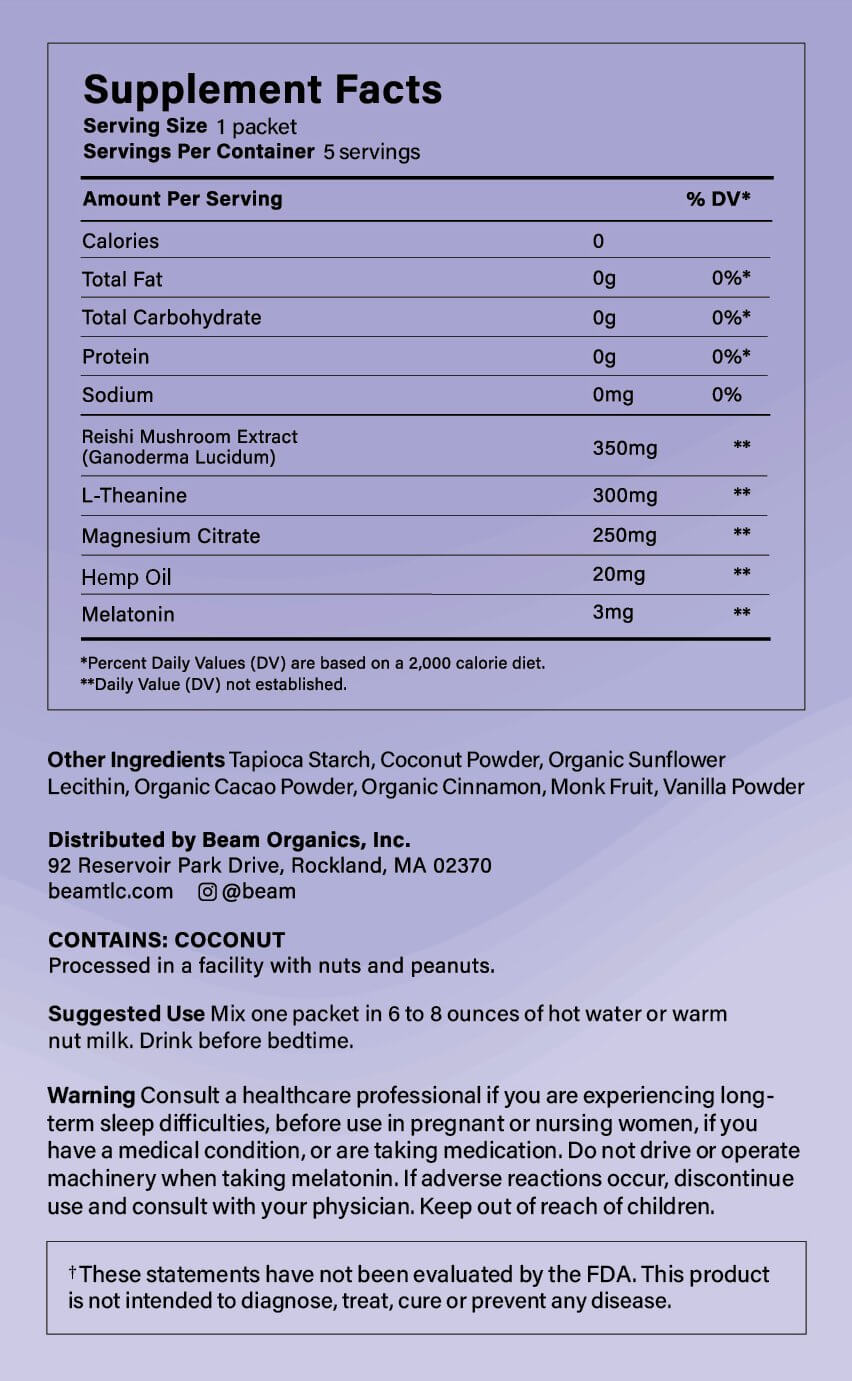 Supplement Facts
Serving Size 1 packet
Servings Per Container 5 servings
Amount Per Serving % DV*
Calories 0
Total Fat 0g 0%*
Total Carbohydrate 0g 0%*
Protein 0g 0%*
Sodium 0mg 0%
Reishi Mushroom Extract
(Ganoderma Lucidum) 350mg **
L-Theanine 300mg **
Magnesium Citrate 250mg **
Hemp Oil 20mg **
Melatonin 3mg **
*Percent Daily Values (DV) are based on a 2,000 calorie diet.
**Daily Value (DV) not established.
Other Ingredients Tapioca Starch, Coconut Powder, Organic Sunflower
Lecithin, Organic Cacao Powder, Organic Cinnamon, Monk Fruit, Vanilla Powder
Distributed by Beam Organics, Inc.
92 Reservoir Park Drive, Rockland, MA 02370
beamtlc.com @beam
CONTAINS: COCONUT
Processed in a facility with nuts and peanuts.
Suggested Use Mix one packet in 6 to 8 ounces of hot water or warm
nut milk. Drink before bedtime.
Warning Consult a healthcare professional if you are experiencing long-
term sleep difficulties, before use in pregnant or nursing women, if you
have a medical condition, or are taking medication. Do not drive or operate
machinery when taking melatonin. If adverse reactions occur, discontinue
use and consult with your physician. Keep out of reach of children.
†These statements have not been evaluated by the FDA. This product
is not intended to diagnose, treat, cure or prevent any disease.